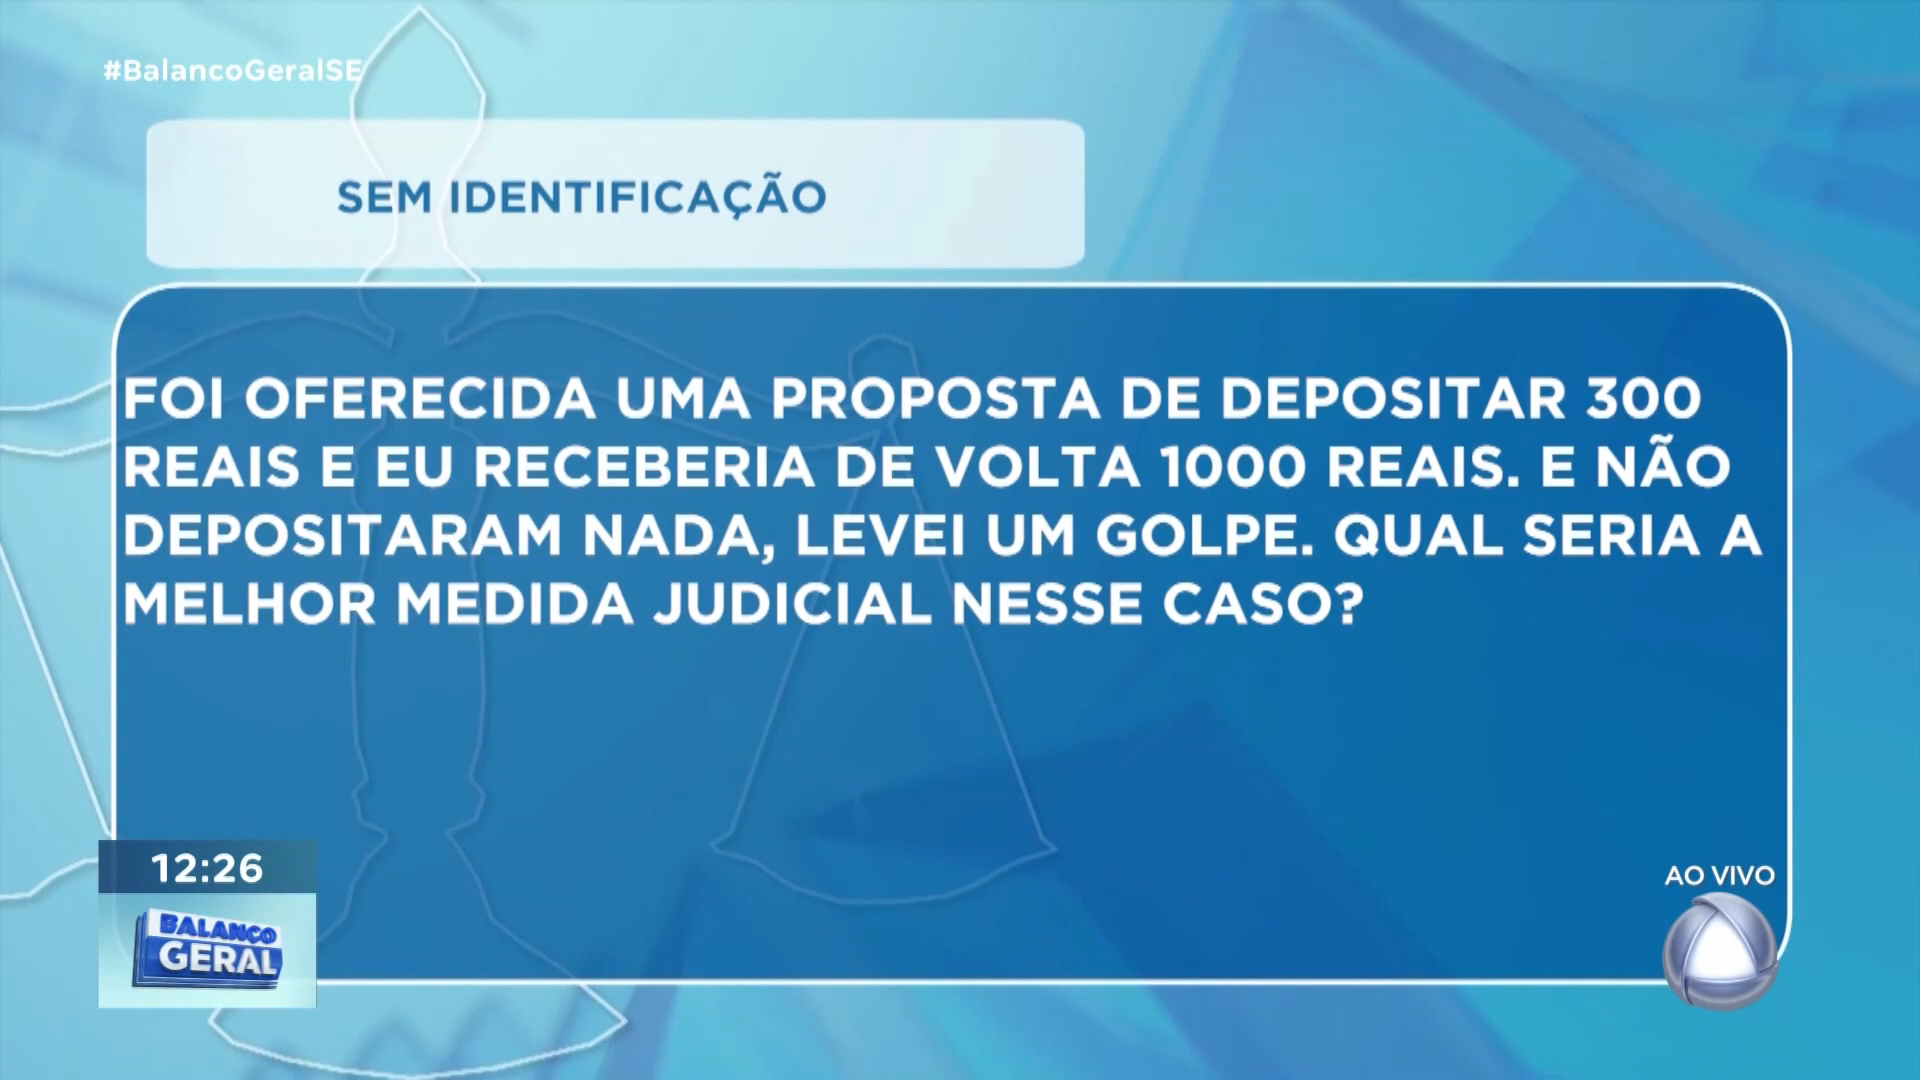 #BalancoGeralSE
SEM IDENTIFICAÇÃO
FOI OFERECIDA UMA PROPOSTA DE DEPOSITAR 300
REAIS E EU RECEBERIA DE VOLTA 1000 REAIS. E NÃO
DEPOSITARAM NADA, LEVEI UM GOLPE. QUAL SERIA A
MELHOR MEDIDA JUDICIAL NESSE CASO?
12:26
BALANÇO
GERAL
AO VIVO